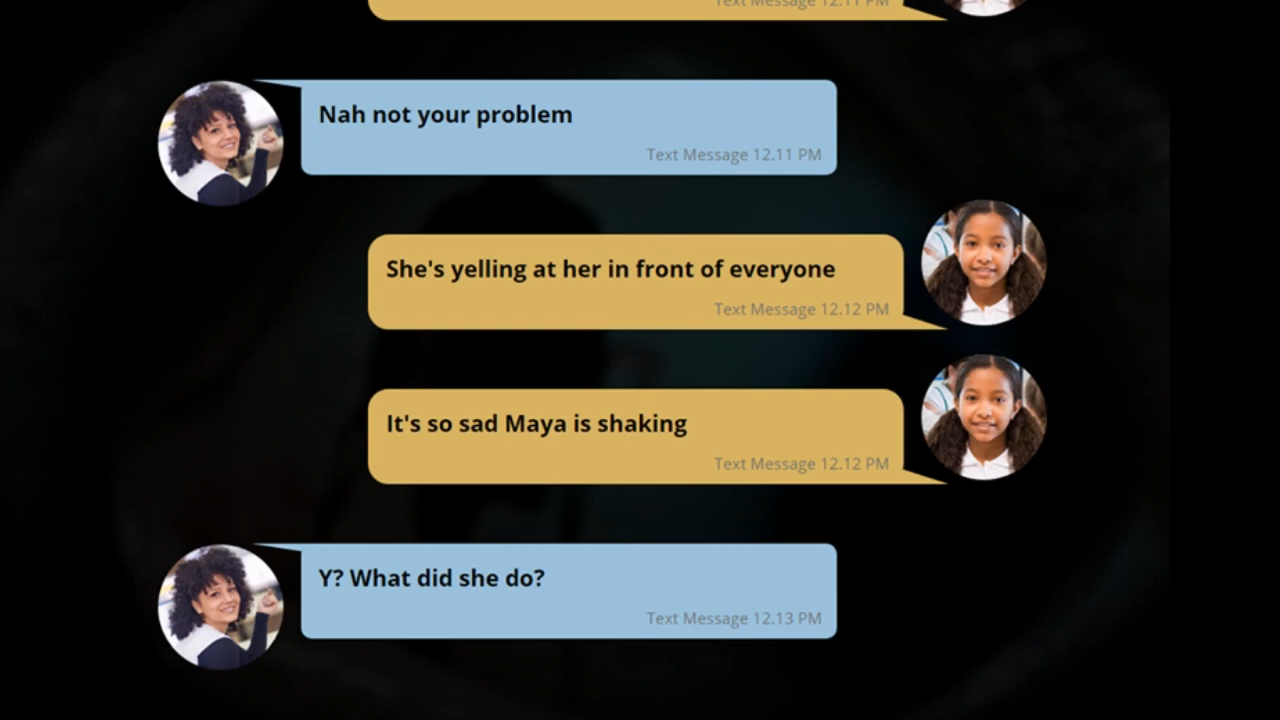 Text Message 12.11 PM
Nah not your problem
Text Message 12.11 PM
She's yelling at her in front of everyone
Text Message 12.12 PM
It's so sad Maya is shaking
Text Message 12.12 PM
Y? What did she do?
Text Message 12.13 PM